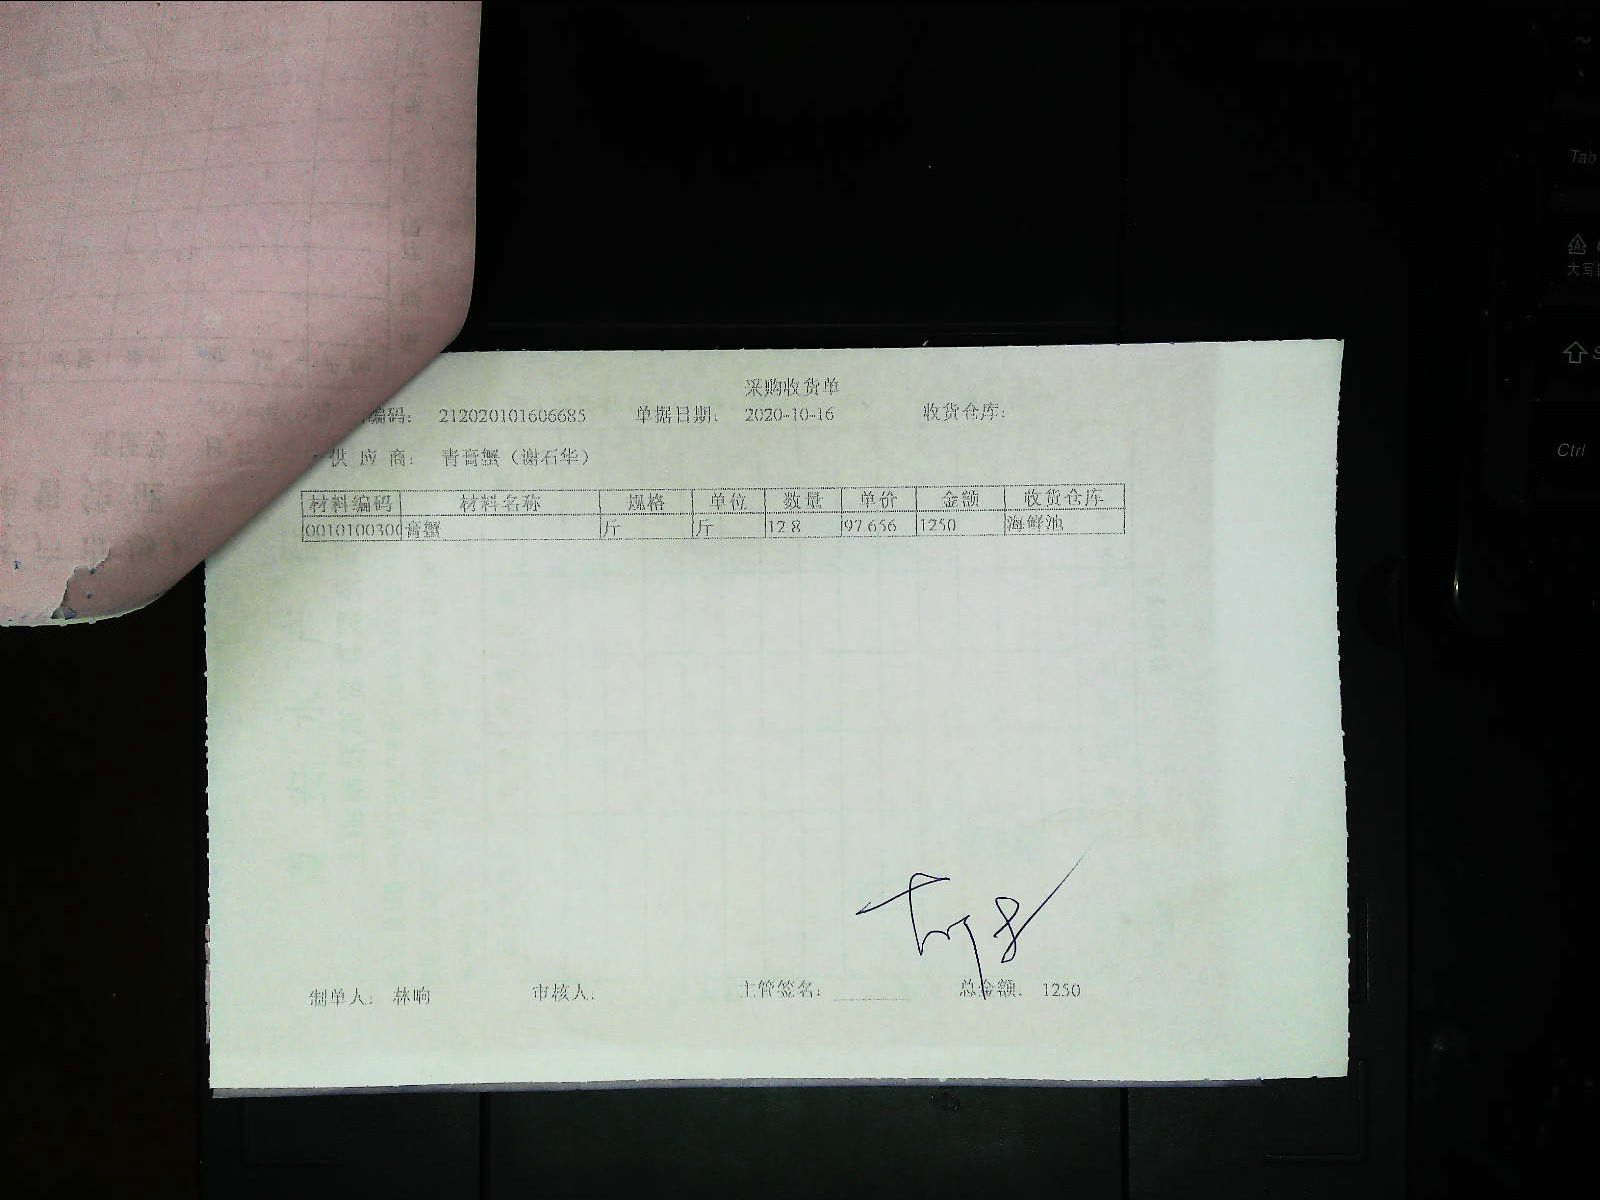 采购收货单
编码: 212020101606685 单据日期: 2020-10-16 收货仓库:
供 应 商: 青膏蟹（谢石华）
材料编码 材料名称 规格 单位 数量 单价 金额 收货仓库
0010100300 膏蟹 斤 斤 12.8 97.656 1250 海鲜池
制单人: 林响 审核人: 主管签名: 总金额: 1250
Tab
Ctrl